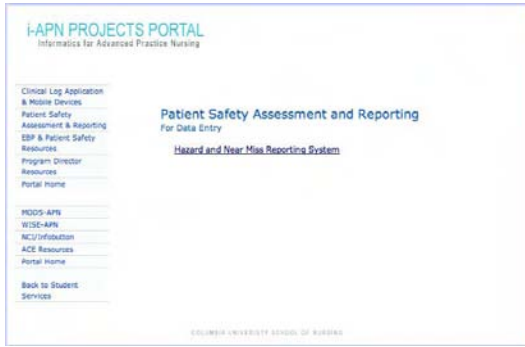 i-APN PROJECTS PORTAL
Informatics for Advanced Practice Nursing
Clinical Log Application
& Mobile Devices
Patient Safety
Assessment & Reporting
EBP & Patient Safety
Resources
Program Director
Resources
Portal Home
MODS-APN
WISE-APN
NCI/Infobutton
ACE Resources
Portal Home
Back to Student
Services
Patient Safety Assessment and Reporting
For Data Entry
Hazard and Near Miss Reporting System
COLUMBIA UNIVERSITY SCHOOL OF NURSING